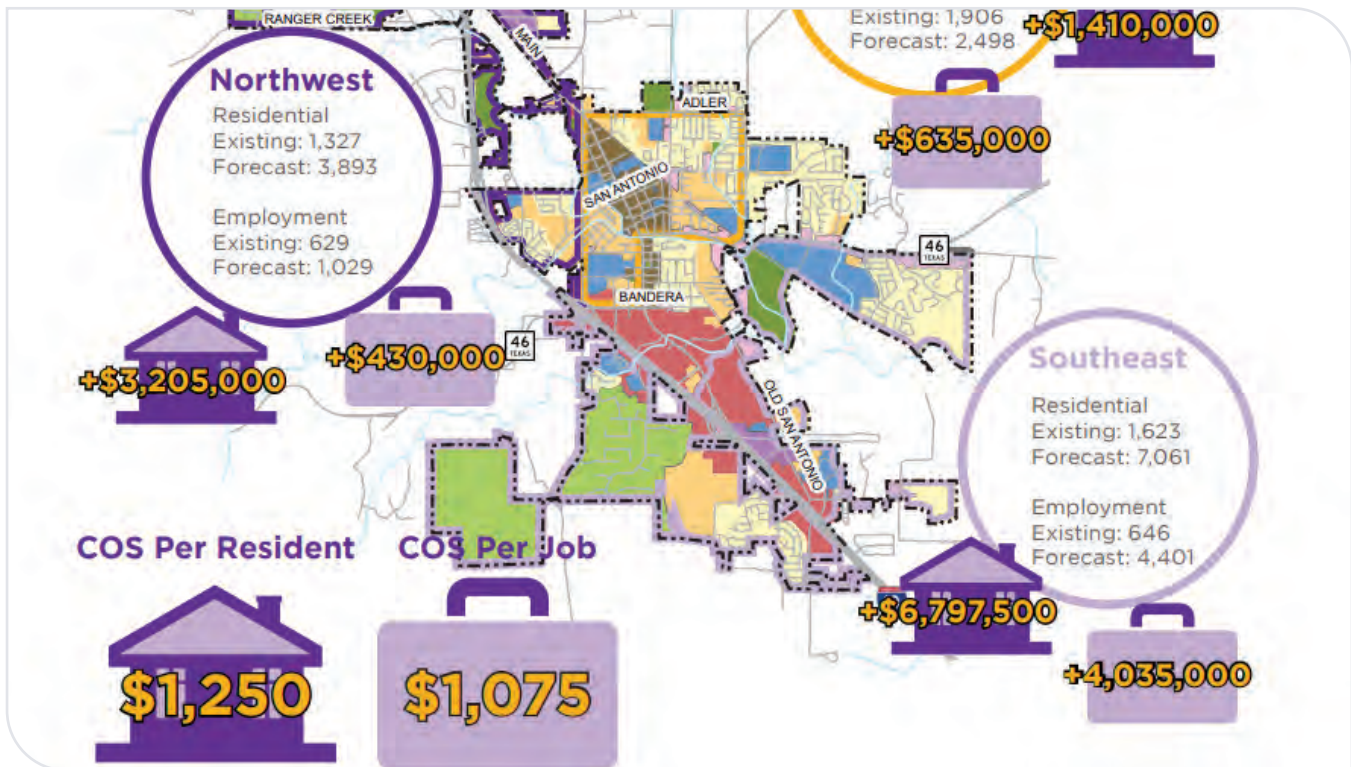 RANGER CREEK
MAIN
Existing: 1,906
Forecast: 2,498
+$1,410,000
Northwest
Residential
Existing: 1,327
Forecast: 3,893
Employment
Existing: 629
Forecast: 1,029
ADLER
+$635,000
SAN ANTONIO
46
TEXAS
BANDERA
+$3,205,000
+$430,000
46
TEXAS
OLD SAN ANTONIO
Southeast
Residential
Existing: 1,623
Forecast: 7,061
Employment
Existing: 646
Forecast: 4,401
COS Per Resident
COS Per Job
+$6,797,500
+4,035,000
$1,250
$1,075